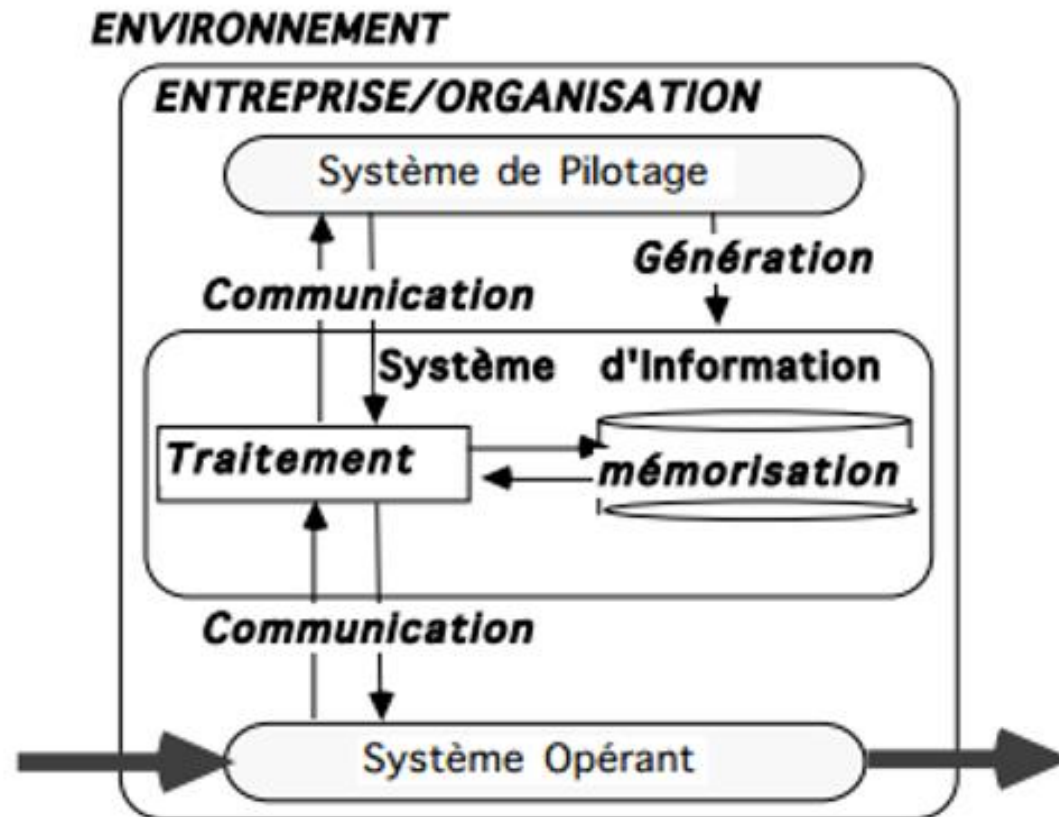 ENVIRONNEMENT
ENTREPRISE/ORGANISATION
Système de Pilotage
Génération
Communication
Système d'Information
Traitement
mémorisation
Communication
Système Opérant